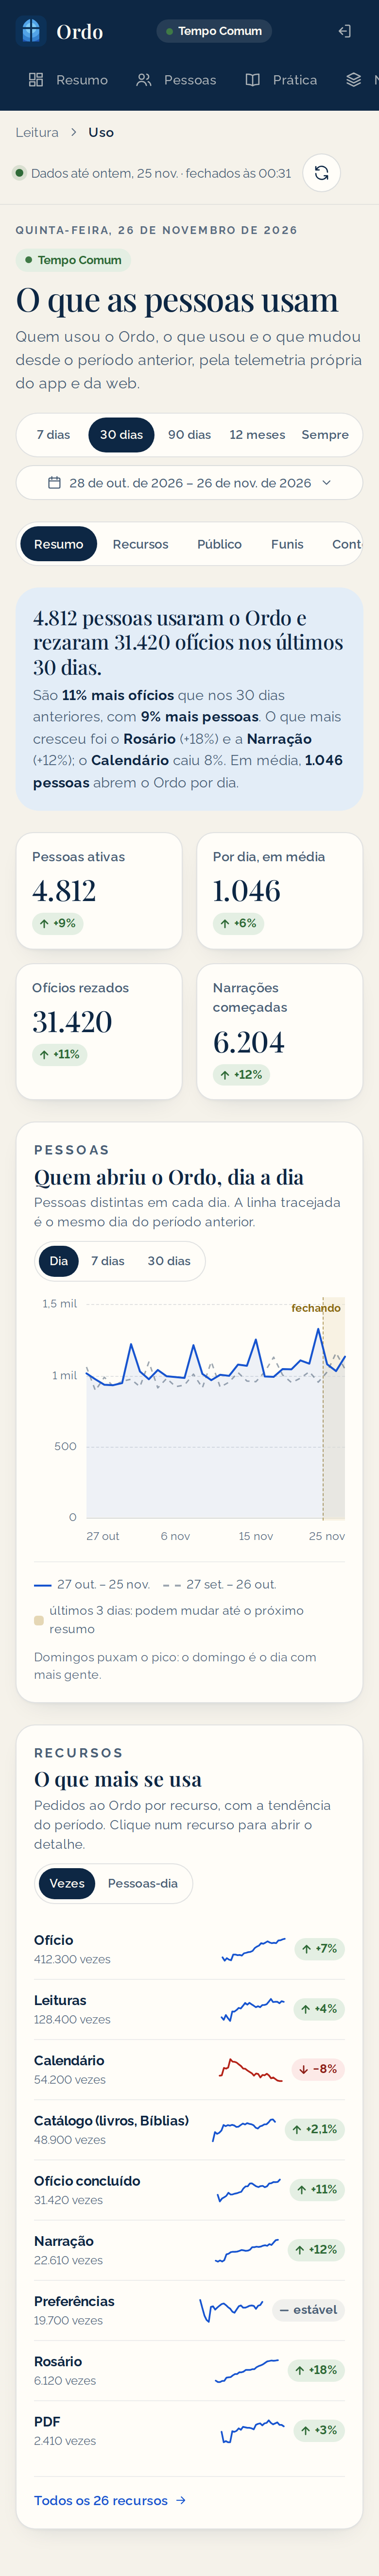 Ordo
Tempo Comum
Resumo
Pessoas
Prática
Leitura > Uso
Dados até ontem, 25 nov. · fechados às 00:31
QUINTA-FEIRA, 26 DE NOVEMBRO DE 2026
Tempo Comum
O que as pessoas usam
Quem usou o Ordo, o que usou e o que mudou
desde o período anterior, pela telemetria própria
do app e da web.
7 dias
30 dias
90 dias
12 meses
Sempre
28 de out. de 2026 – 26 de nov. de 2026
Resumo
Recursos
Público
Funis
4.812 pessoas usaram o Ordo e
rezaram 31.420 ofícios nos últimos
30 dias.
São 11% mais ofícios que nos 30 dias
anteriores, com 9% mais pessoas. O que mais
cresceu foi o Rosário (+18%) e a Narração
(+12%); o Calendário caiu 8%. Em média, 1.046
pessoas abrem o Ordo por dia.
Pessoas ativas
4.812
↑ +9%
Por dia, em média
1.046
↑ +6%
Ofícios rezados
31.420
↑ +11%
Narrações
começadas
6.204
↑ +12%
PESSOAS
Quem abriu o Ordo, dia a dia
Pessoas distintas em cada dia. A linha tracejada
é o mesmo dia do período anterior.
Dia
7 dias
30 dias
fechando
1,5 mil
1 mil
500
0
27 out
6 nov
15 nov
25 nov
27 out. – 25 nov.
27 set. – 26 out.
últimos 3 dias: podem mudar até o próximo
resumo
Domingos puxam o pico: o domingo é o dia com
mais gente.
RECURSOS
O que mais se usa
Pedidos ao Ordo por recurso, com a tendência
do período. Clique num recurso para abrir o
detalhe.
Vezes
Pessoas-dia
Ofício
412.300 vezes
↑ +7%
Leituras
128.400 vezes
↑ +4%
Calendário
54.200 vezes
↓ −8%
Catálogo (livros, Bíblias)
48.900 vezes
↑ +2,1%
Ofício concluído
31.420 vezes
↑ +11%
Narração
22.610 vezes
↑ +12%
Preferências
19.700 vezes
— estável
Rosário
6.120 vezes
↑ +18%
PDF
2.410 vezes
↑ +3%
Todos os 26 recursos →